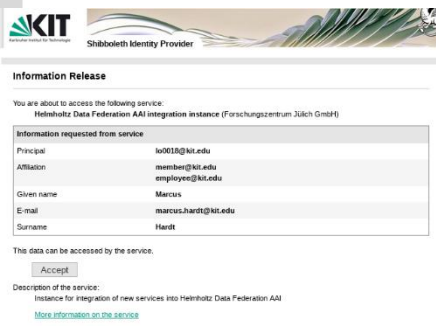 KIT
Karlsruher Institut für Technologie
Shibboleth Identity Provider
Information Release
You are about to access the following service:
Helmholtz Data Federation AAI integration instance (Forschungszentrum Jülich GmbH)
Information requested from service
Principal lo0018@kit.edu
Affiliation member@kit.edu
employee@kit.edu
Given name Marcus
E-mail marcus.hardt@kit.edu
Surname Hardt
This data can be accessed by the service.
Accept
Description of the service:
Instance for integration of new services into Helmholtz Data Federation AAI
More information on the service